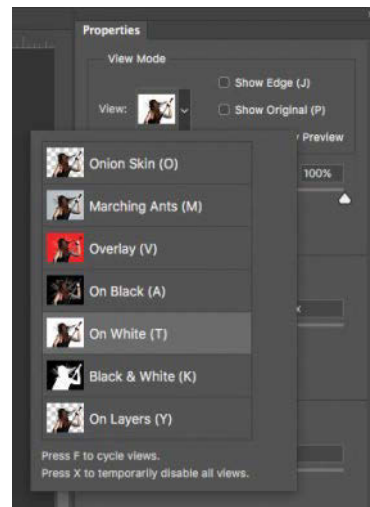 Properties
View Mode
Show Edge (J)
View:
Show Original (P)
Preview
Onion Skin (O)
100%
Marching Ants (M)
Overlay (V)
On Black (A)
On White (T)
Black & White (K)
On Layers (Y)
Press F to cycle views.
Press X to temporarily disable all views.